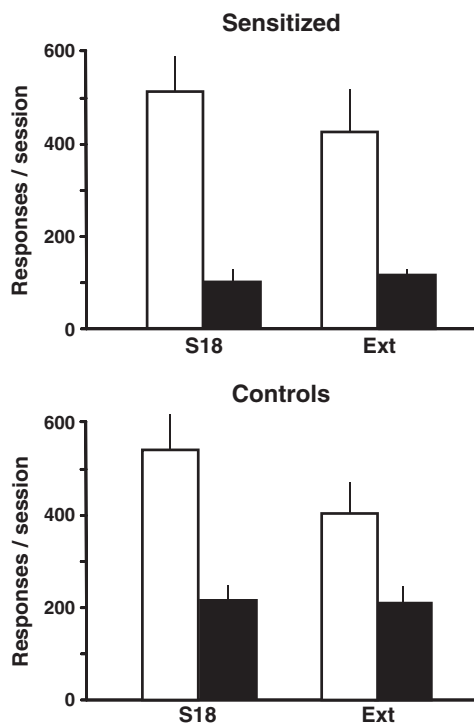 Sensitized
Responses / session
600
400
200
0
S18 Ext
Controls
Responses / session
600
400
200
0
S18 Ext